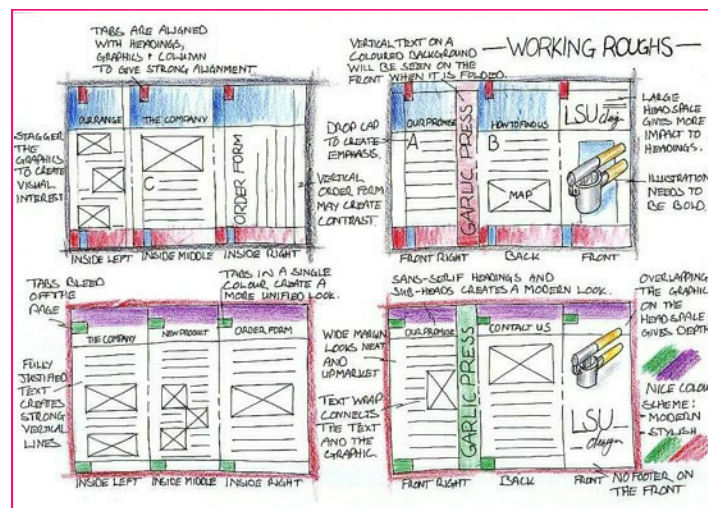 WORKING ROUGHS
TABS ARE ALIGNED
WITH HEADINGS,
GRAPHICS + COLUMN
TO GIVE STRONG ALIGNMENT.
VERTICAL TEXT ON A
COLOURED BACKGROUND
WILL BE SEEN ON THE
FRONT WHEN IT IS FOLDED.
STAGGER
THE
GRAPHICS
TO CREATE
VISUAL
INTEREST
OUR RANGE
THE COMPANY
C
ORDER FORM
DROP CAP
TO CREATE
EMPHASIS.
VERTICAL
ORDER FORM
MAY CREATE
CONTRAST.
OUR PROMISE
A
GARLIC PRESS
HOW TO FIND US
B
MAP
LSU
design
LARGE
HEAD SPACE
GIVES MORE
IMPACT TO
HEADINGS.
ILLUSTRATION
NEEDS TO
BE BOLD.
INSIDE LEFT
INSIDE MIDDLE
INSIDE RIGHT
FRONT RIGHT
BACK
FRONT
TABS BLEED
OFF THE
PAGE
TABS IN A SINGLE
COLOUR CREATE A
MORE UNIFIED LOOK.
SANS-SERIF HEADINGS AND
SUB-HEADS CREATES A MODERN LOOK.
OVERLAPPING
THE GRAPHIC
ON THE
HEAD SPACE
GIVES DEPTH
FULLY
JUSTIFIED
TEXT
CREATES
STRONG
VERTICAL
LINES
THE COMPANY
NEW PRODUCT
ORDER FORM
WIDE MARGIN
LOOKS NEAT
AND
UPMARKET
TEXT WRAP
CONNECTS
THE TEXT
AND THE
GRAPHIC.
OUR PROMISE
GARLIC PRESS
CONTACT US
LSU
design
NICE COLOUR
SCHEME:
- MODERN
- STYLISH
INSIDE LEFT
INSIDE MIDDLE
INSIDE RIGHT
FRONT RIGHT
BACK
FRONT
NO FOOTER ON
THE FRONT